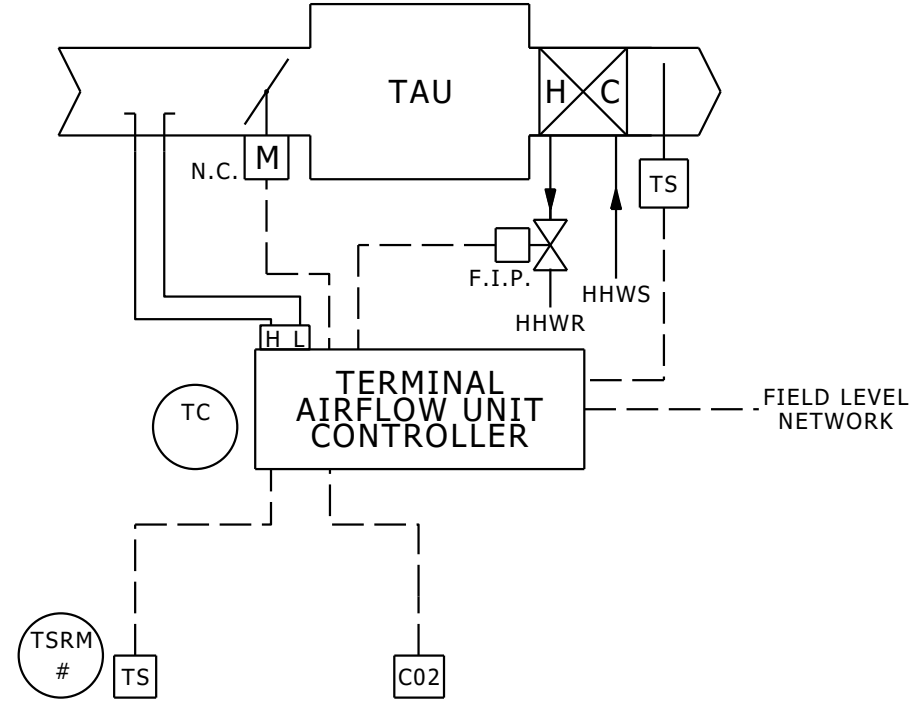 TAU
H C
M
N.C.
TS
F.I.P.
HHWS
HHWR
H L
TERMINAL
AIRFLOW UNIT
CONTROLLER
TC
FIELD LEVEL
NETWORK
TSRM
#
TS
C02